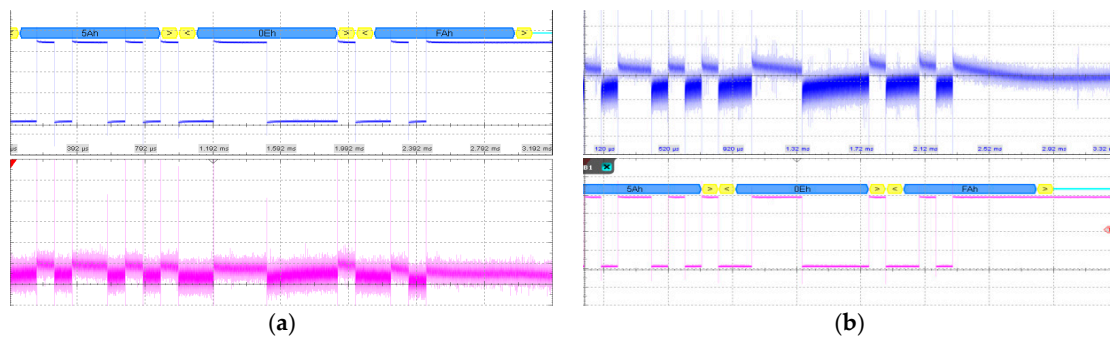 < 5Ah > < 0Eh > < FAh >
µs 392 µs 792 µs 1.192 ms 1.592 ms 1.992 ms 2.392 ms 2.792 ms 3.192 ms
(a)
120 µs 520 µs 920 µs 1.32 ms 1.72 ms 2.12 ms 2.52 ms 2.92 ms 3.32
01 X
5Ah > < 0Eh > < FAh >
(b)